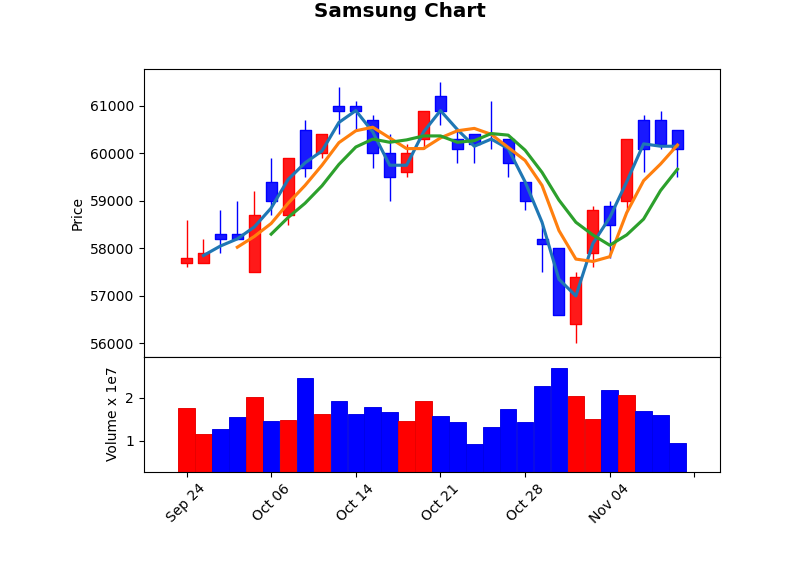 Samsung Chart
Price
61000
60000
59000
58000
57000
56000
Volume x 1e7
2
1
Sep 24
Oct 06
Oct 14
Oct 21
Oct 28
Nov 04